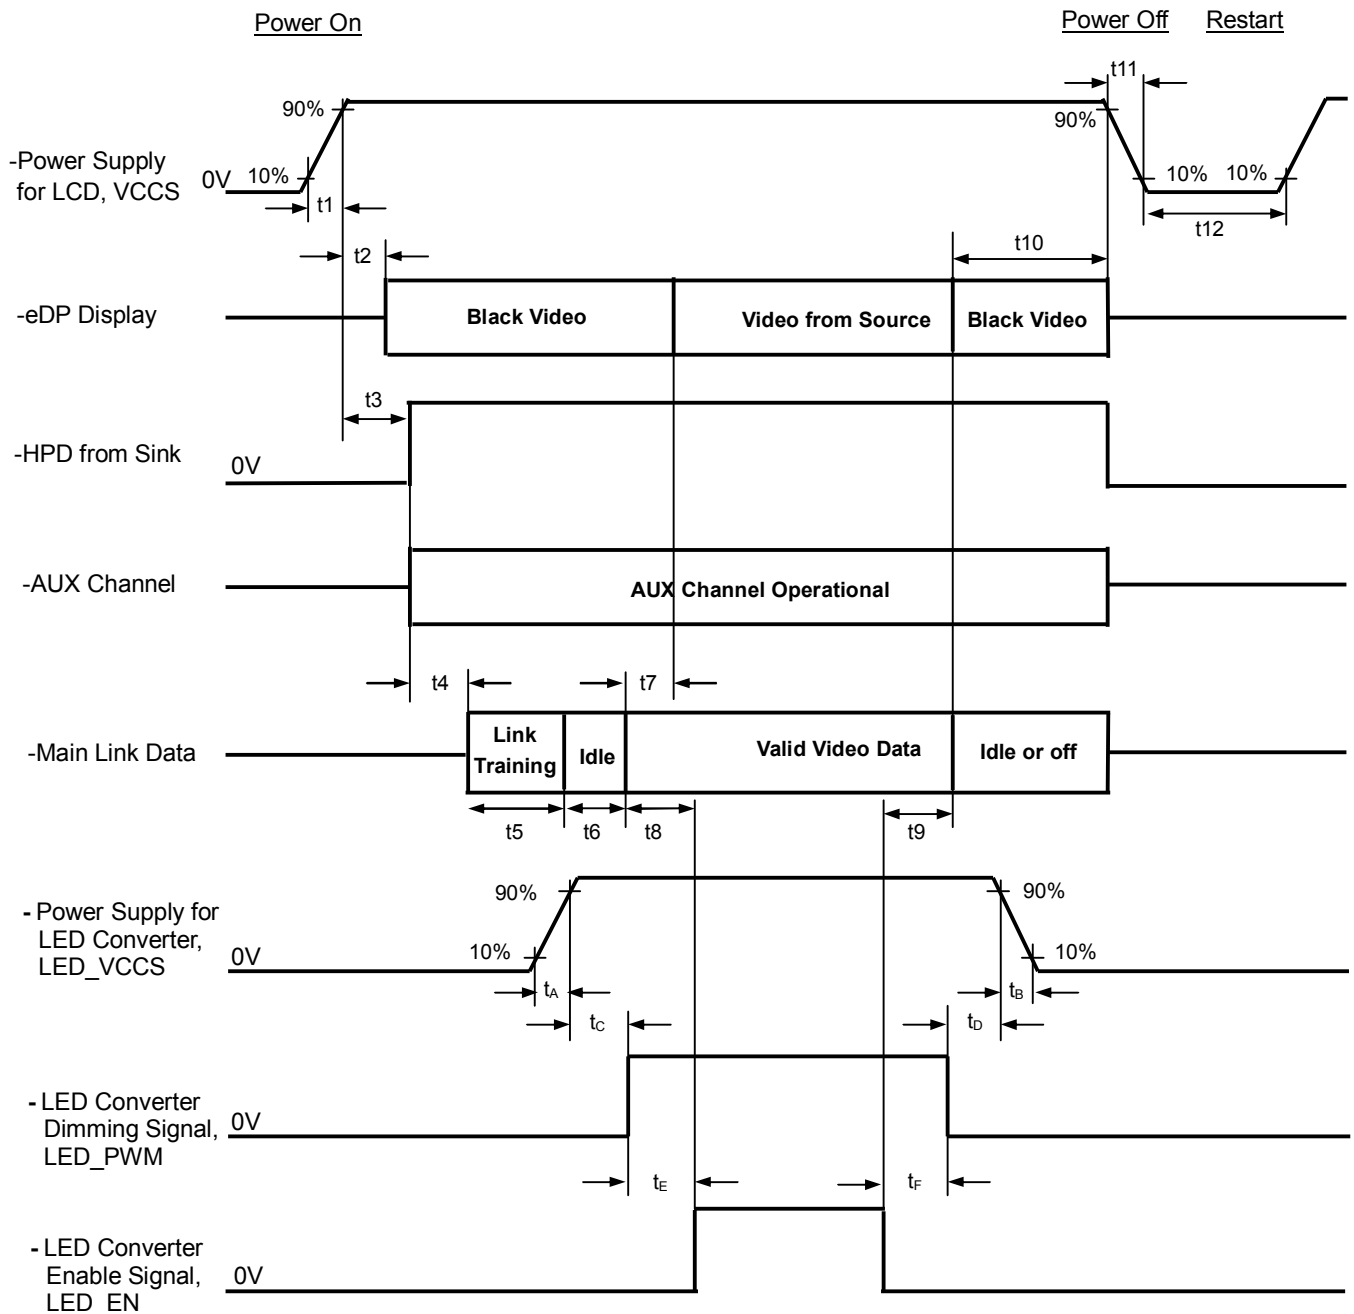 Power On
Power Off
Restart
t11
90%
90%
-Power Supply
for LCD, VCCS
0V
10%
10%
10%
t1
t12
t2
t10
-eDP Display
Black Video
Video from Source
Black Video
t3
-HPD from Sink
0V
-AUX Channel
AUX Channel Operational
t4
t7
-Main Link Data
Link
Training
Idle
Valid Video Data
Idle or off
t5
t6
t8
t9
90%
90%
- Power Supply for
LED Converter,
LED_VCCS
0V
10%
10%
tA
tB
tC
tD
- LED Converter
Dimming Signal,
LED_PWM
0V
tE
tF
- LED Converter
Enable Signal,
LED_EN
0V